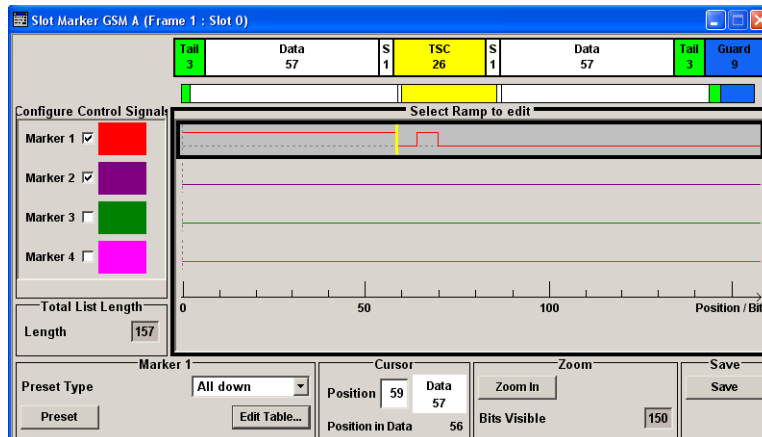 Slot Marker GSM A (Frame 1 : Slot 0)
Tail Data S TSC S Data Tail Guard
3 57 1 26 1 57 3 9
Configure Control Signals
Select Ramp to edit
Marker 1
Marker 2
Marker 3
Marker 4
0 50 100 Position / Bit
Total List Length
Length 157
Marker 1
Preset Type All down
Preset Edit Table...
Cursor
Position 59 Data
57
Position in Data 56
Zoom
Zoom In
Bits Visible 150
Save
Save